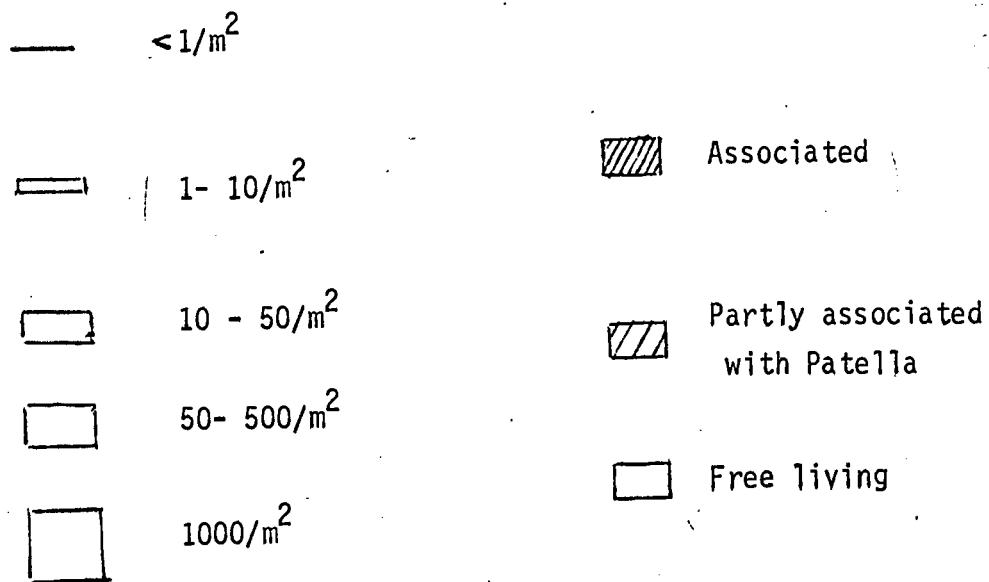 <1/m²
1- 10/m²
10 - 50/m²
50- 500/m²
1000/m²
Associated
Partly associated
with Patella
Free living